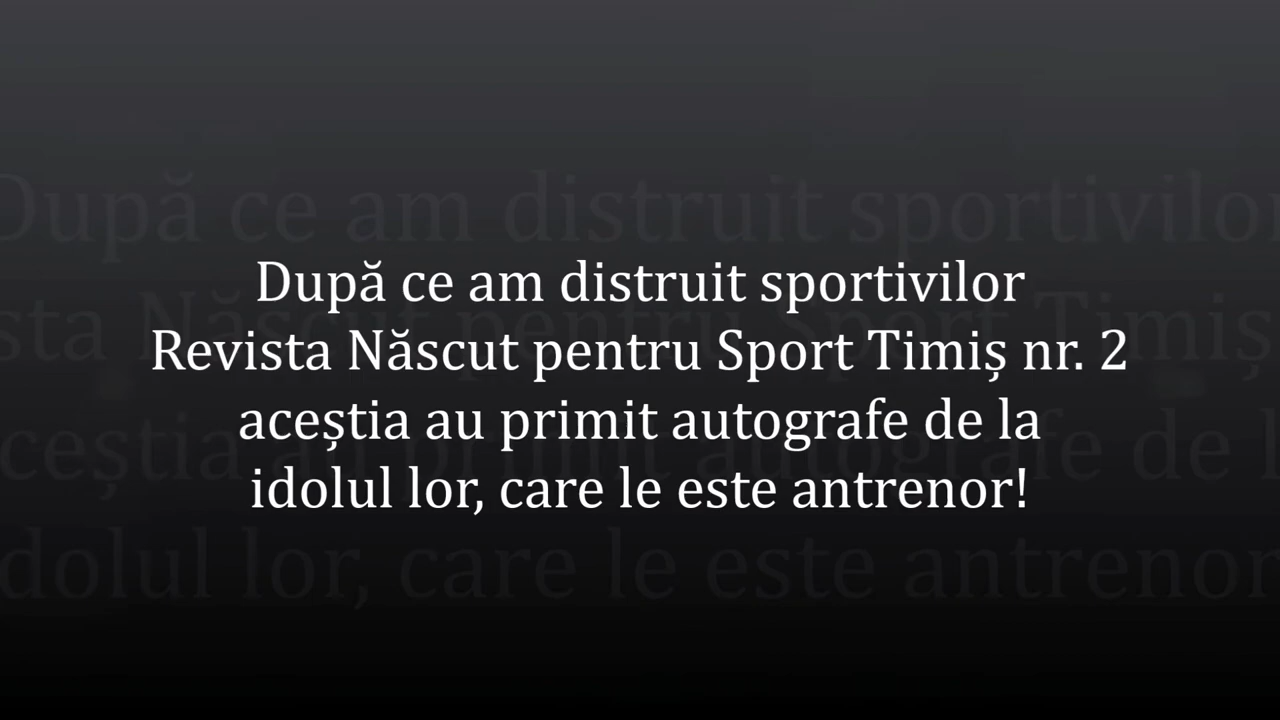 După ce am distruit sportivilor
Revista Născut pentru Sport Timiș nr. 2
aceștia au primit autografe de la
idolul lor, care le este antrenor!